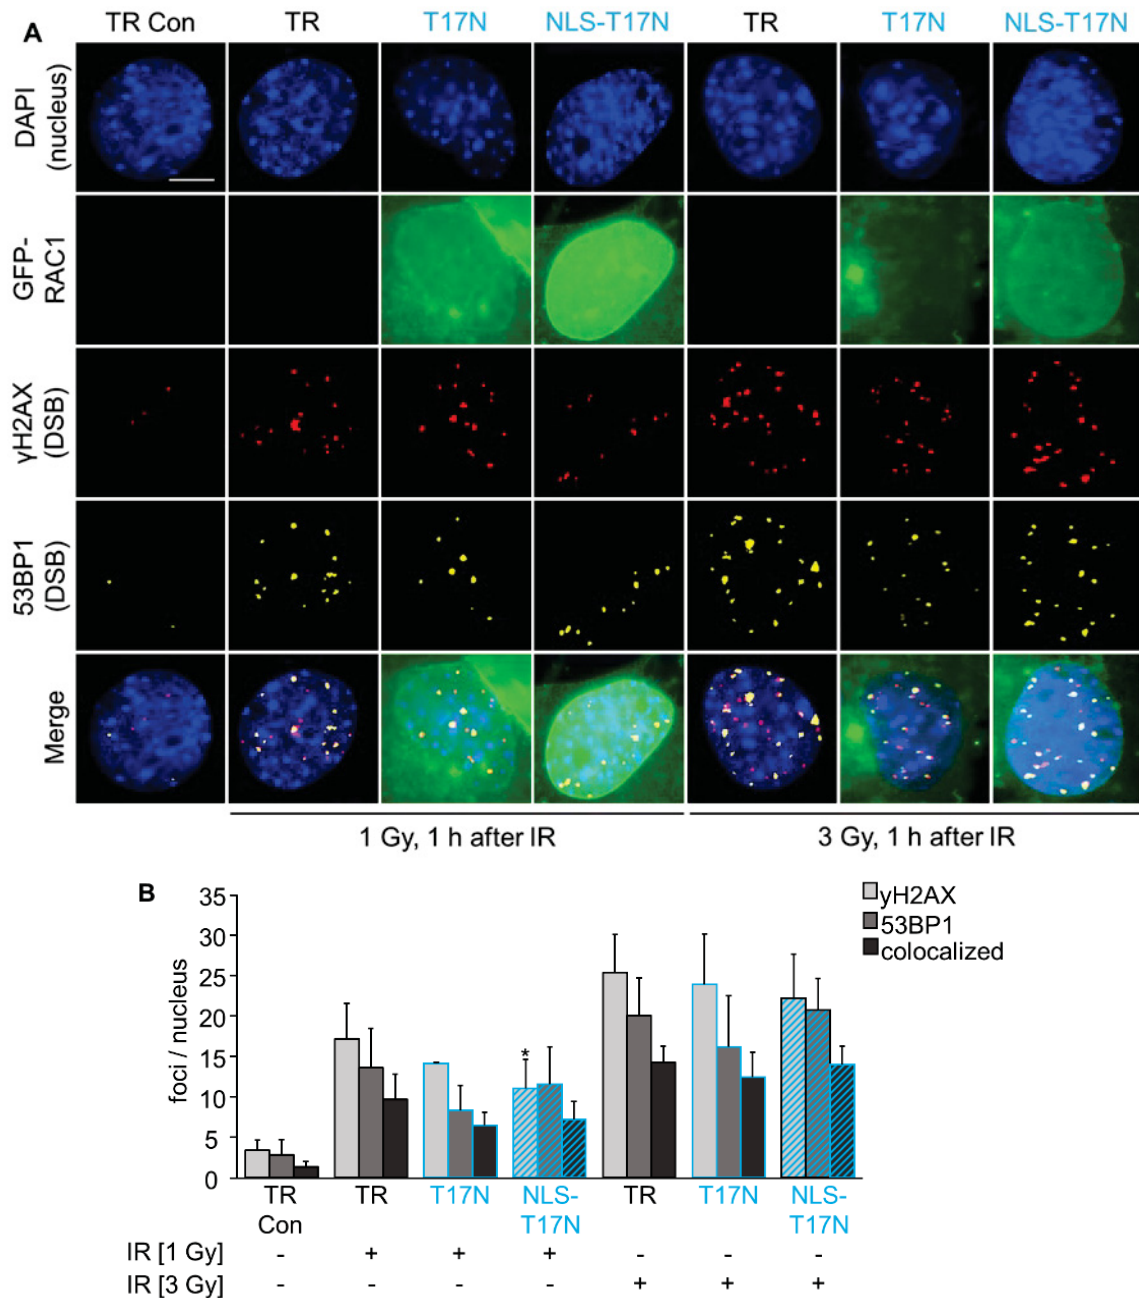 A
TR Con TR T17N NLS-T17N TR T17N NLS-T17N
DAPI
(nucleus)
GFP-
RAC1
γH2AX
(DSB)
53BP1
(DSB)
Merge
1 Gy, 1 h after IR 3 Gy, 1 h after IR
B
foci / nucleus
35
30
25
20
15
10
5
0
*
yH2AX
53BP1
colocalized
TR Con TR T17N NLS-T17N TR T17N NLS-T17N
IR [1 Gy] - + + + - - -
IR [3 Gy] - - - - + + +